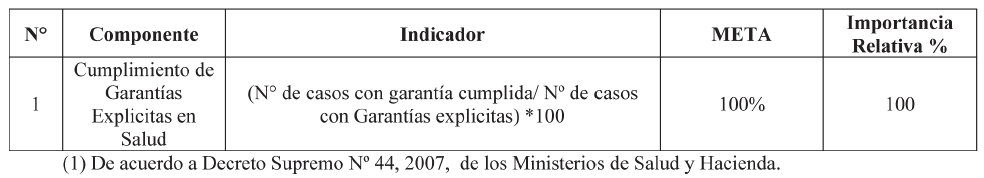 N° Componente Indicador META Importancia Relativa %
1 Cumplimiento de Garantías Explicitas en Salud (N° de casos con garantía cumplida/ Nº de casos con Garantías explicitas) *100 100% 100
(1) De acuerdo a Decreto Supremo Nº 44, 2007, de los Ministerios de Salud y Hacienda.